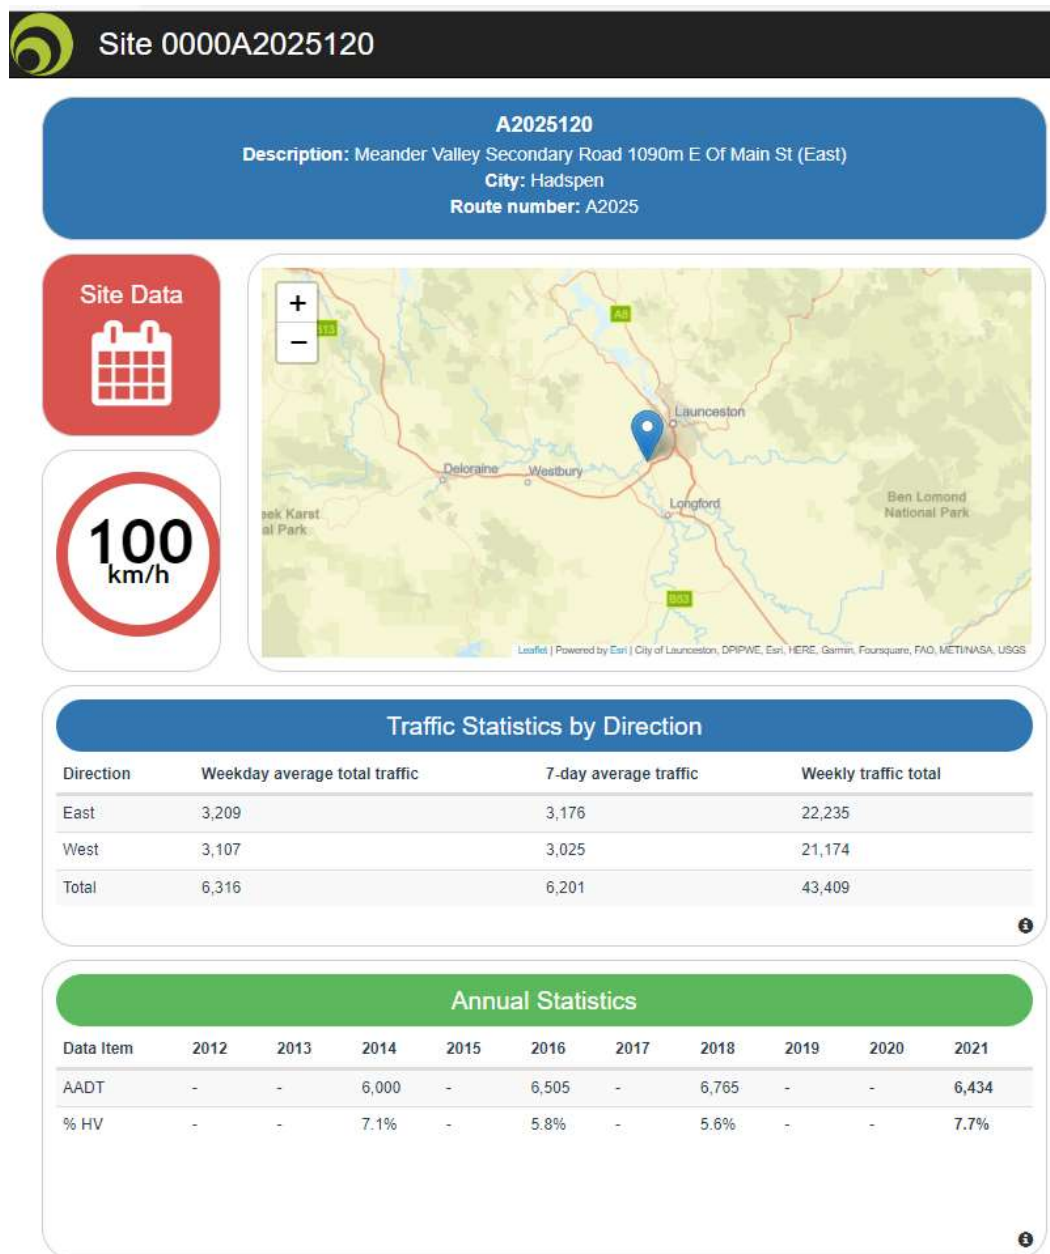 Site 0000A2025120
A2025120
Description: Meander Valley Secondary Road 1090m E Of Main St (East)
City: Hadspen
Route number: A2025
Site Data
100
km/h
+
−
B13
A8
Launceston
Deloraine
Westbury
Longford
Ben Lomond
National Park
eek Karst
al Park
B53
Leaflet | Powered by Esri | City of Launceston, DPIPWE, Esri, HERE, Garmin, Foursquare, FAO, METI/NASA, USGS
Traffic Statistics by Direction
Direction Weekday average total traffic 7-day average traffic Weekly traffic total
East 3,209 3,176 22,235
West 3,107 3,025 21,174
Total 6,316 6,201 43,409
Annual Statistics
Data Item 2012 2013 2014 2015 2016 2017 2018 2019 2020 2021
AADT - - 6,000 - 6,505 - 6,765 - - 6,434
% HV - - 7.1% - 5.8% - 5.6% - - 7.7%